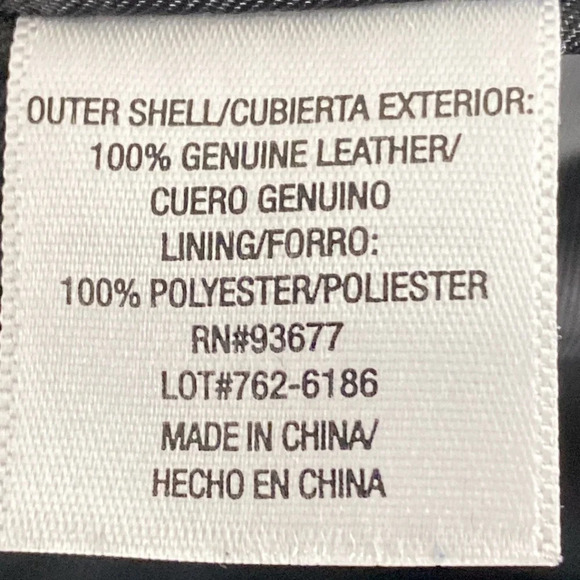 OUTER SHELL/CUBIERTA EXTERIOR:
100% GENUINE LEATHER/
CUERO GENUINO
LINING/FORRO:
100% POLYESTER/POLIESTER
RN#93677
LOT#762-6186
MADE IN CHINA/
HECHO EN CHINA